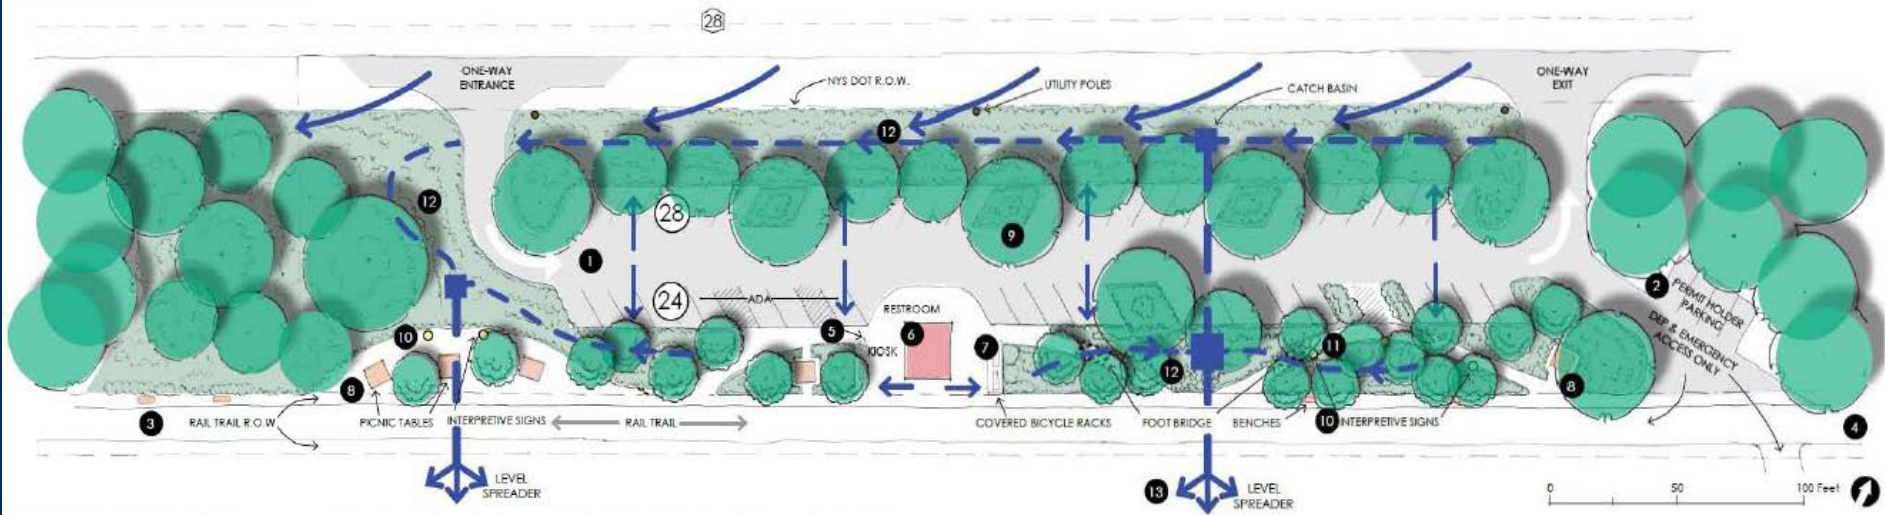 28
ONE-WAY
ENTRANCE
NYS DOT R.O.W.
UTILITY POLES
CATCH BASIN
ONE-WAY
EXIT
12
12
28
9
1
2
PERMIT HOLDER
PARKING
DEP & EMERGENCY
ACCESS ONLY
24
ADA
RESTROOM
5
6
KIOSK
7
10
11
12
8
8
3
RAIL TRAIL R.O.W
PICNIC TABLES
INTERPRETIVE SIGNS
RAIL TRAIL
COVERED BICYCLE RACKS
FOOT BRIDGE
BENCHES
10
INTERPRETIVE SIGNS
4
LEVEL
SPREADER
13
LEVEL
SPREADER
0
50
100 Feet